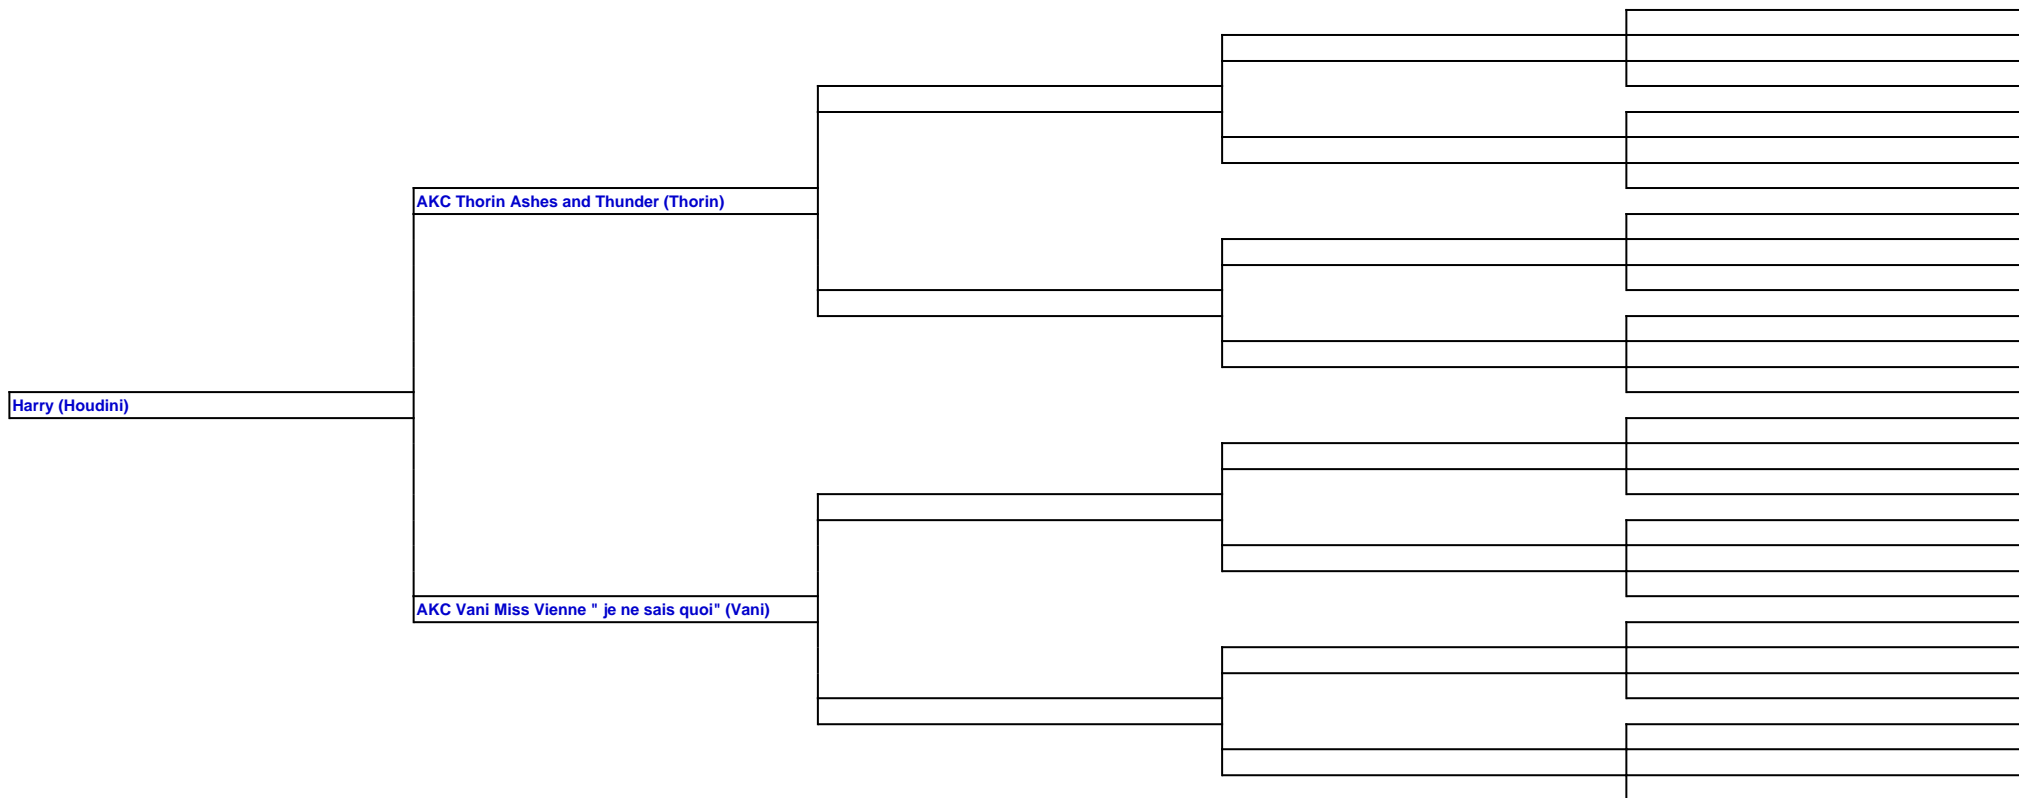 AKC Thorin Ashes and Thunder (Thorin)
Harry (Houdini)
AKC Vani Miss Vienne " je ne sais quoi" (Vani)